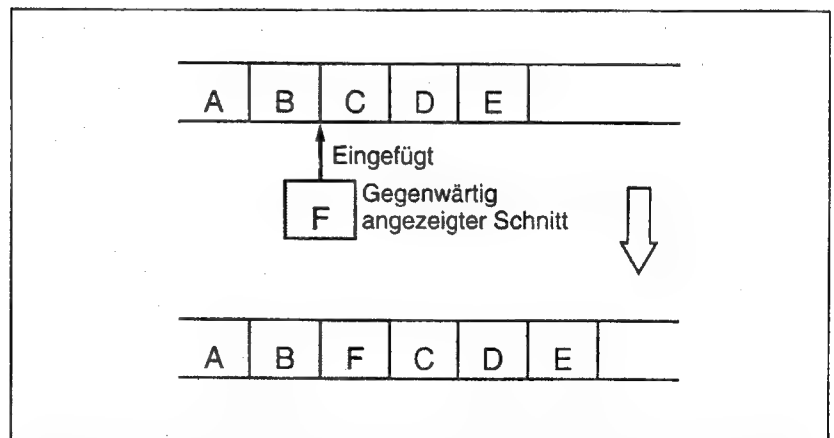 A B C D E
Eingefügt
F
Gegenwärtig
angezeigter Schnitt
A B F C D E